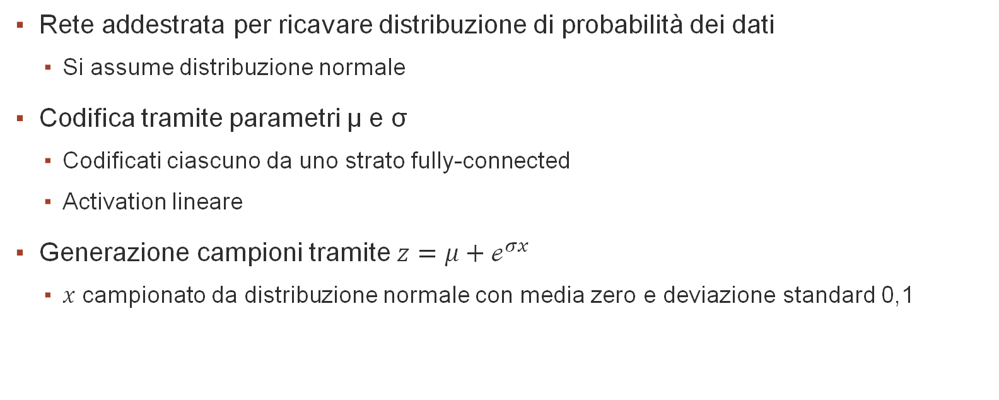 ▪ Rete addestrata per ricavare distribuzione di probabilità dei dati
▪ Si assume distribuzione normale
▪ Codifica tramite parametri μ e σ
▪ Codificati ciascuno da uno strato fully-connected
▪ Activation lineare
▪ Generazione campioni tramite z = μ + e^{σx}
▪ x campionato da distribuzione normale con media zero e deviazione standard 0,1